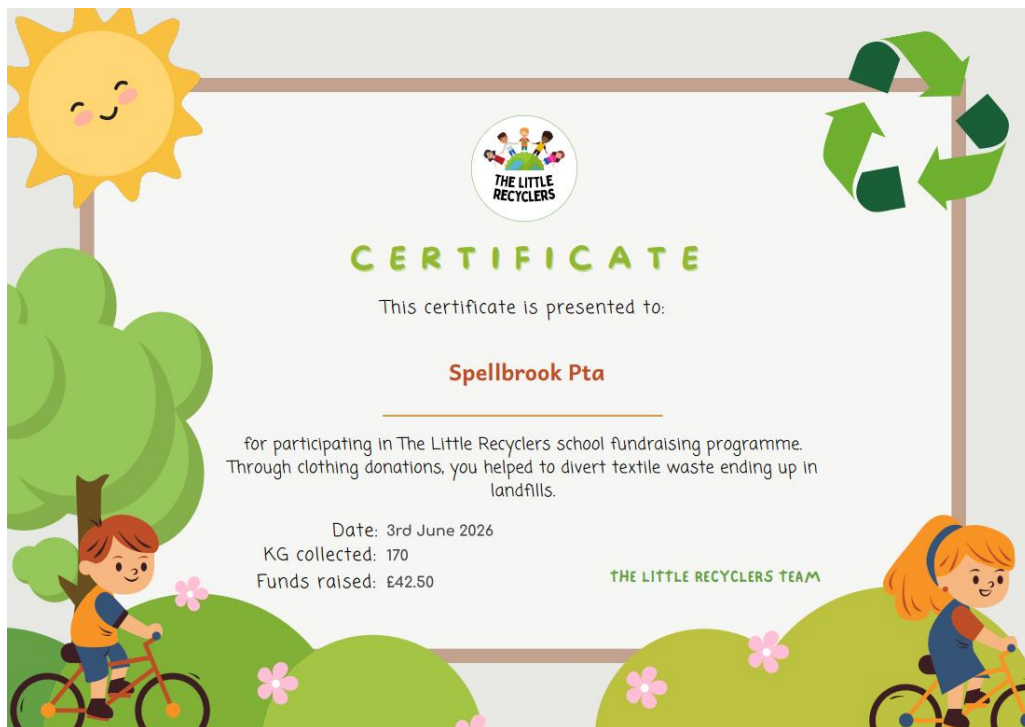 THE LITTLE
RECYCLERS
CERTIFICATE
This certificate is presented to:
Spellbrook Pta
for participating in The Little Recyclers school fundraising programme.
Through clothing donations, you helped to divert textile waste ending up in
landfills.
Date: 3rd June 2026
KG collected: 170
Funds raised: £42.50
THE LITTLE RECYCLERS TEAM